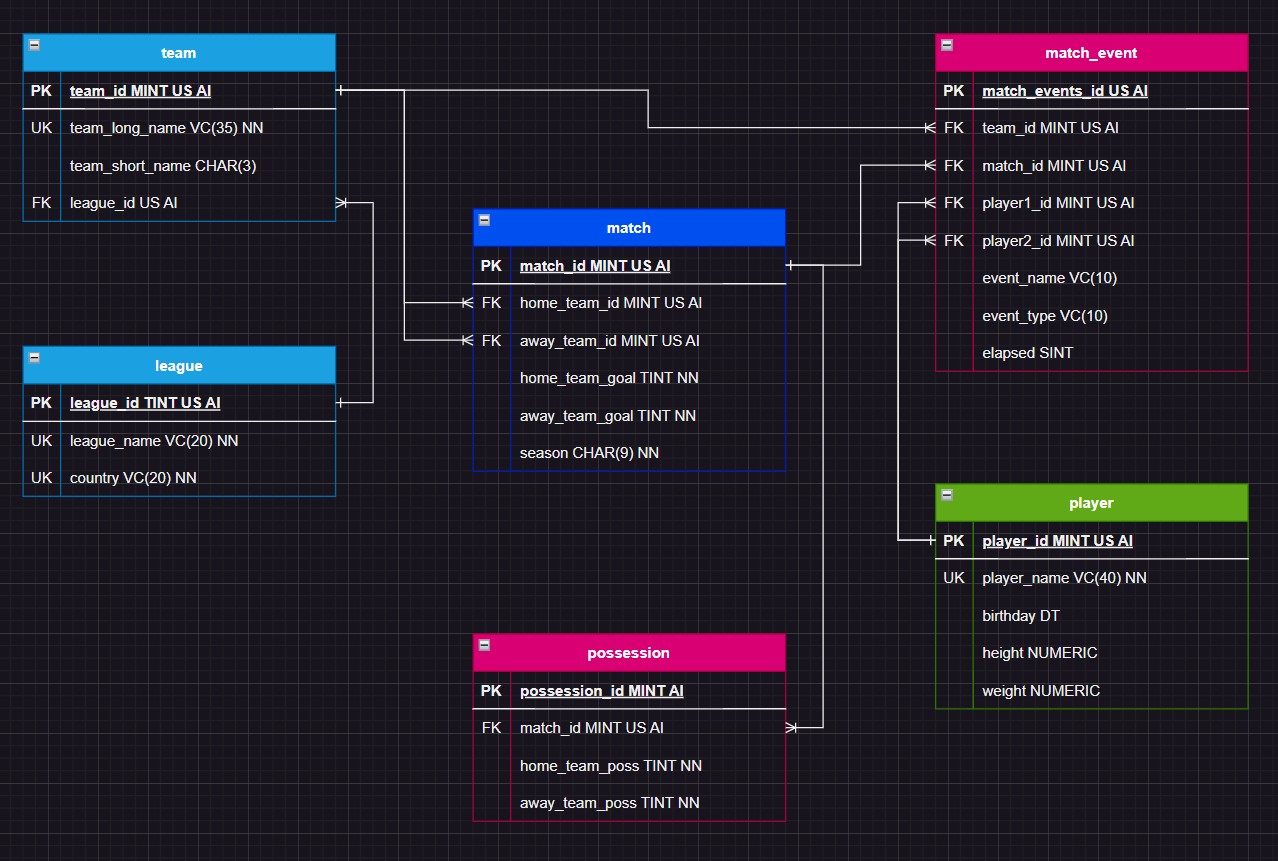 team
PK team_id MINT US AI
UK team_long_name VC(35) NN
team_short_name CHAR(3)
FK league_id US AI
league
PK league_id TINT US AI
UK league_name VC(20) NN
UK country VC(20) NN
match
PK match_id MINT US AI
FK home_team_id MINT US AI
FK away_team_id MINT US AI
home_team_goal TINT NN
away_team_goal TINT NN
season CHAR(9) NN
possession
PK possession_id MINT AI
FK match_id MINT US AI
home_team_poss TINT NN
away_team_poss TINT NN
match_event
PK match_events_id US AI
FK team_id MINT US AI
FK match_id MINT US AI
FK player1_id MINT US AI
FK player2_id MINT US AI
event_name VC(10)
event_type VC(10)
elapsed SINT
player
PK player_id MINT US AI
UK player_name VC(40) NN
birthday DT
height NUMERIC
weight NUMERIC